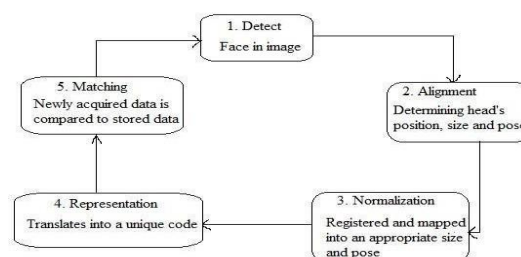 1. Detect
Face in image
2. Alignment
Determining head's
position, size and pose
3. Normalization
Registered and mapped
into an appropriate size
and pose
4. Representation
Translates into a unique code
5. Matching
Newly acquired data is
compared to stored data